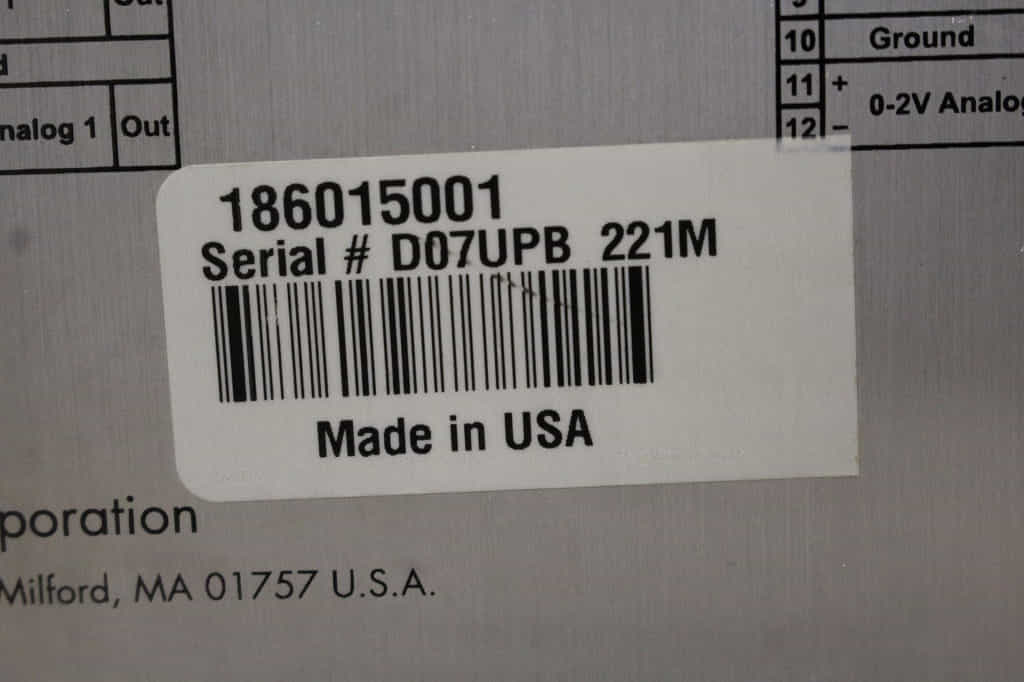 Out
nalog 1 Out
10 Ground
11 +
0-2V Analog
12 −
186015001
Serial # D07UPB 221M
Made in USA
poration
Milford, MA 01757 U.S.A.